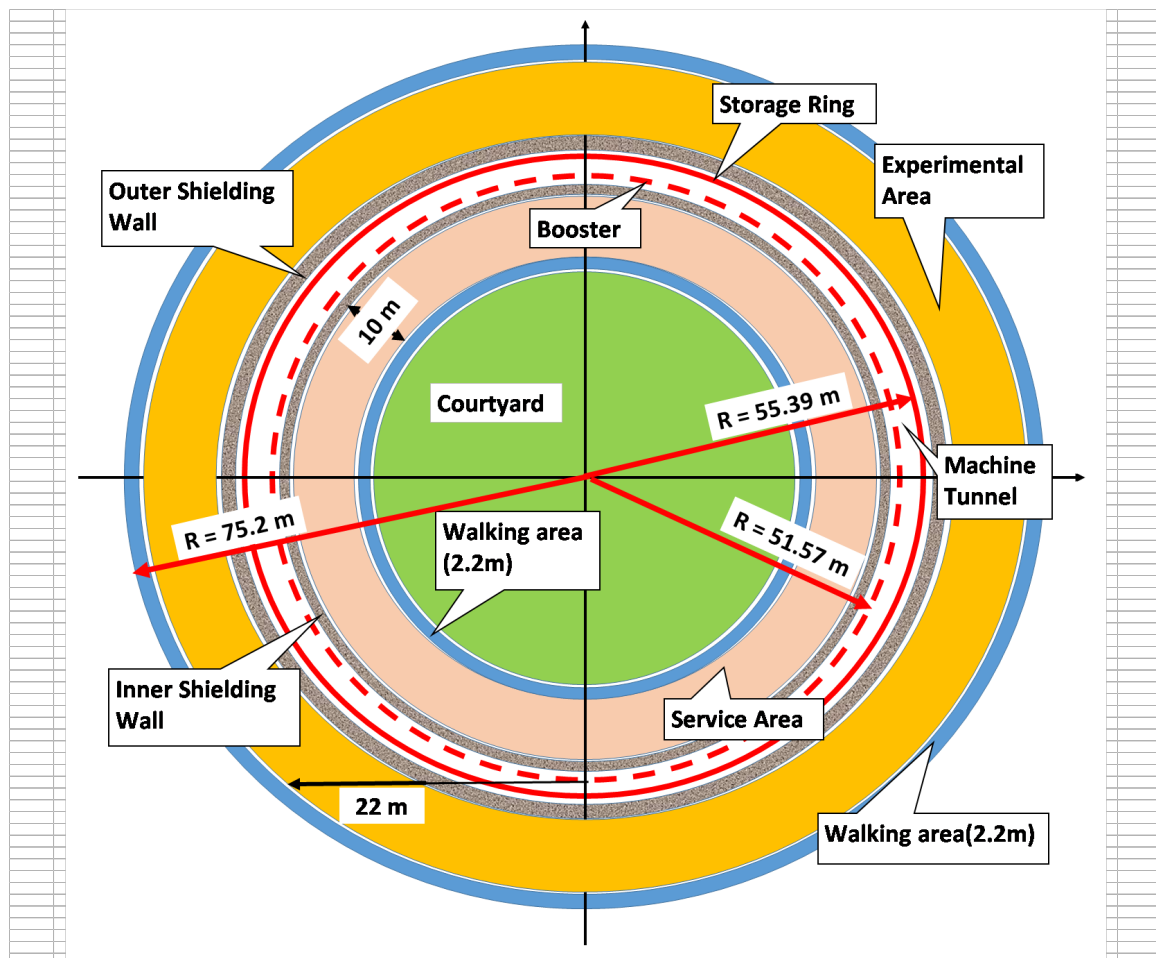 Storage Ring
Experimental
Area
Outer Shielding
Wall
Booster
10 m
Courtyard
R = 55.39 m
Machine
Tunnel
R = 75.2 m
Walking area
(2.2m)
R = 51.57 m
Inner Shielding
Wall
Service Area
22 m
Walking area(2.2m)